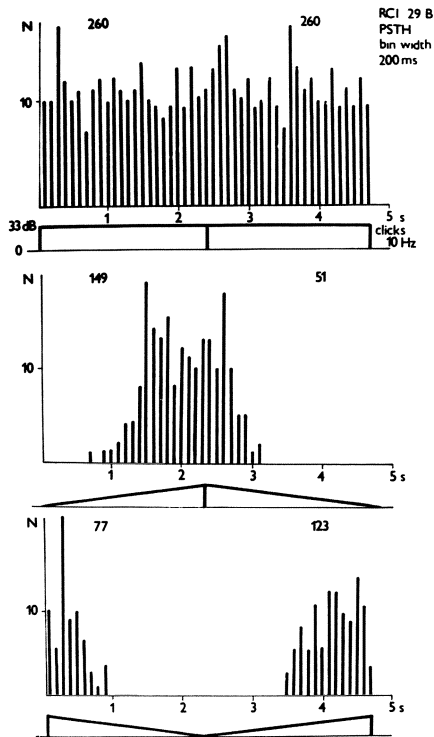 RCI 29 B
PSTH
bin width
200 ms
N 260 260
10
1 2 3 4 5 s
33 dB
0
clicks
10 Hz
N 149 51
10
1 2 3 4 5 s
N 77 123
10
1 2 3 4 5 s